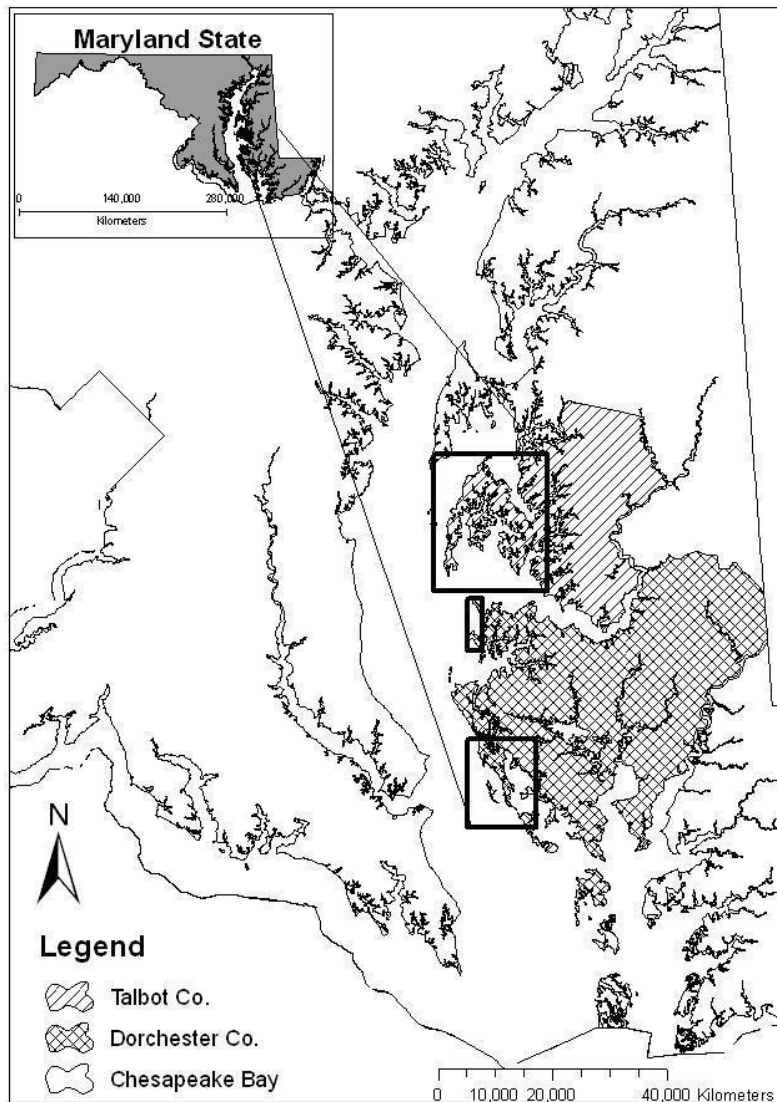 Maryland State
0 140,000 280,000
Kilometers
N
Legend
Talbot Co.
Dorchester Co.
Chesapeake Bay
0 10,000 20,000 40,000 Kilometers